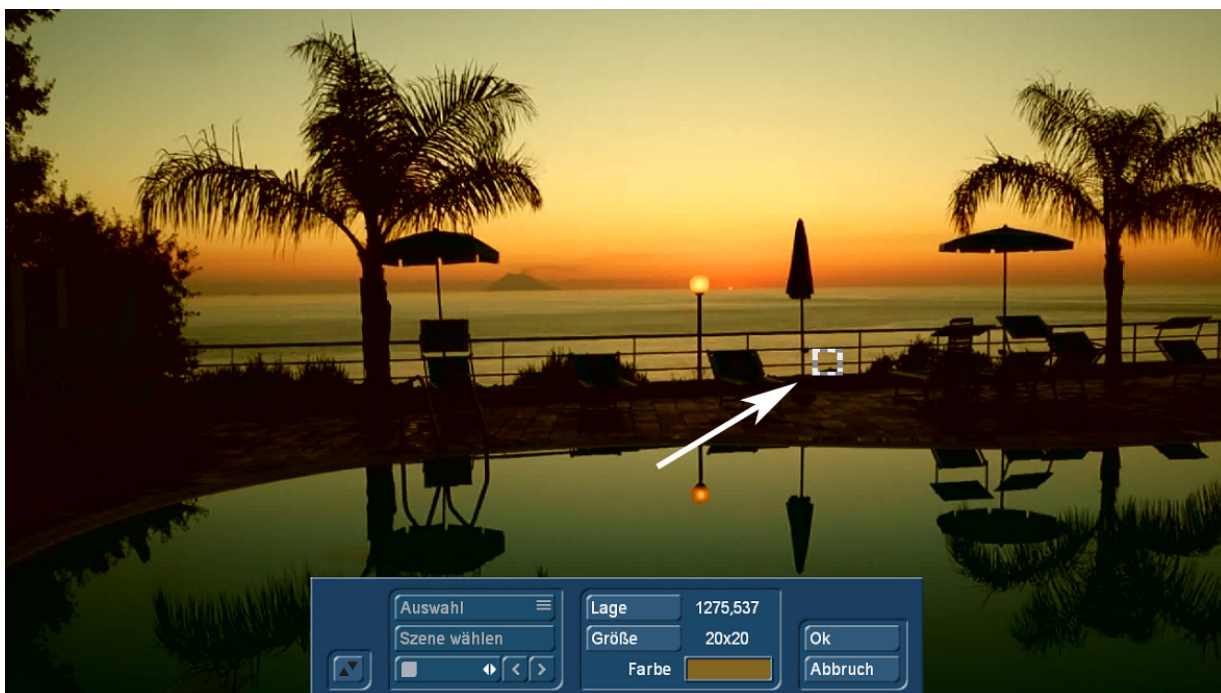 Auswahl
Lage 1275,537
Szene wählen
Größe 20x20
Ok
Farbe
Abbruch